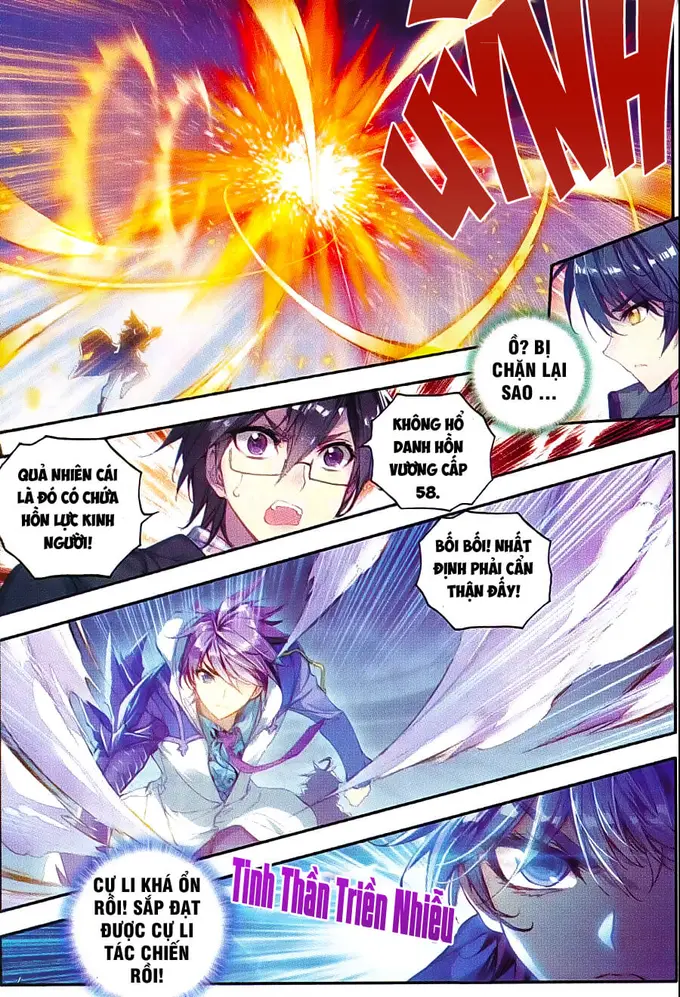 UỲNH
Ồ? BỊ
CHẶN LẠI
SAO ...
KHÔNG HỔ
DANH HỒN
VƯƠNG CẤP
58.
QUẢ NHIÊN CÁI
LA ĐÓ CÓ CHỨA
HỒN LỰC KINH
NGƯỜI!
BỐI BỐI! NHẤT
ĐỊNH PHẢI CẨN
THẬN ĐẤY!
CỰ LI KHÁ ỔN
RỒI! SẮP ĐẠT
ĐƯỢC CỰ LI
TÁC CHIẾN
RỒI!
Tinh Thần Triền Nhiễu